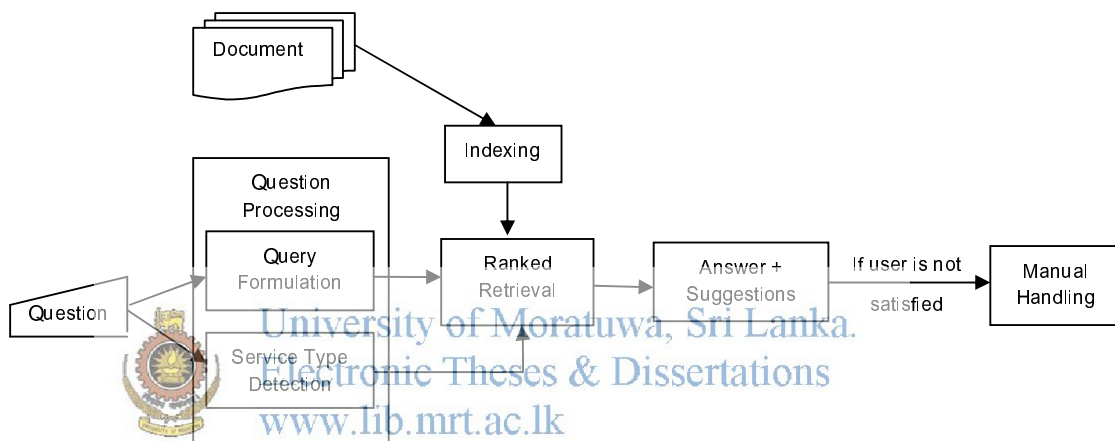 Document
Indexing
Question
Processing
Query
Formulation
Ranked
Retrieval
Answer +
Suggestions
If user is not
satisfied
Manual
Handling
Question
Service Type
Detection
University of Moratuwa, Sri Lanka.
Electronic Theses & Dissertations
www.lib.mrt.ac.lk